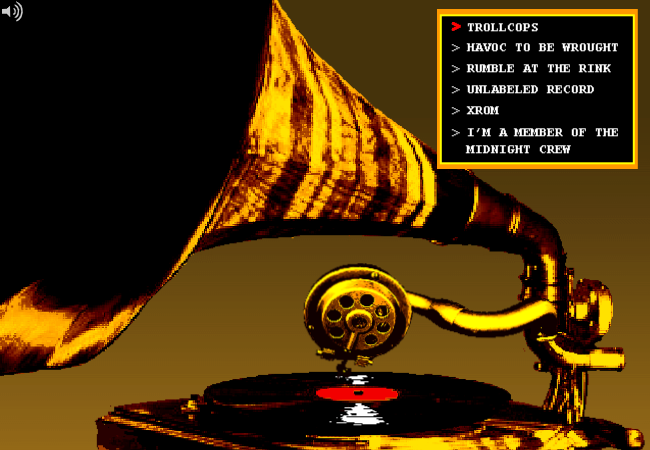 > TROLLCOPS
> HAVOC TO BE WROUGHT
> RUMBLE AT THE RINK
> UNLABELED RECORD
> XROM
> I'M A MEMBER OF THE
MIDNIGHT CREW